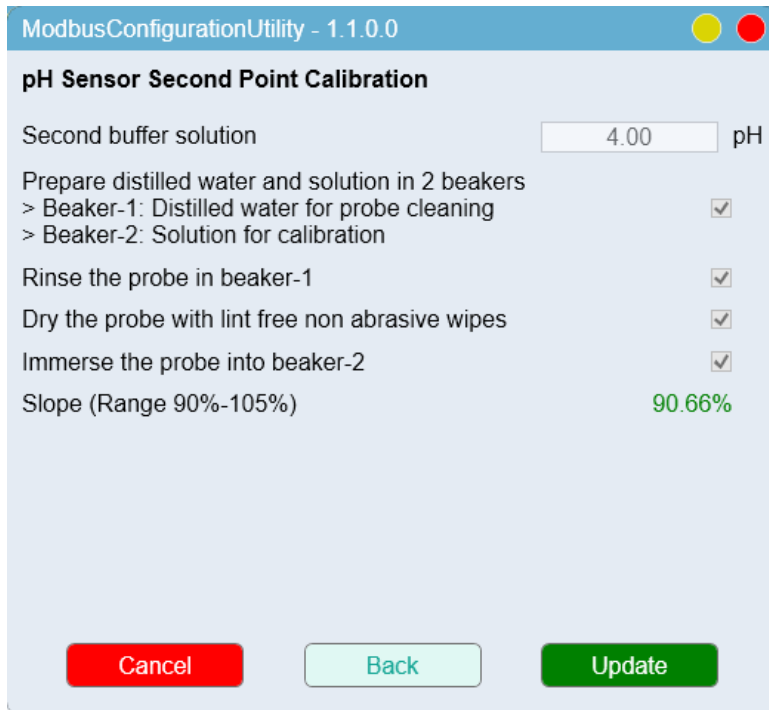 ModbusConfigurationUtility - 1.1.0.0
pH Sensor Second Point Calibration
Second buffer solution 4.00 pH
Prepare distilled water and solution in 2 beakers
> Beaker-1: Distilled water for probe cleaning
> Beaker-2: Solution for calibration
Rinse the probe in beaker-1
Dry the probe with lint free non abrasive wipes
Immerse the probe into beaker-2
Slope (Range 90%-105%) 90.66%
Cancel Back Update